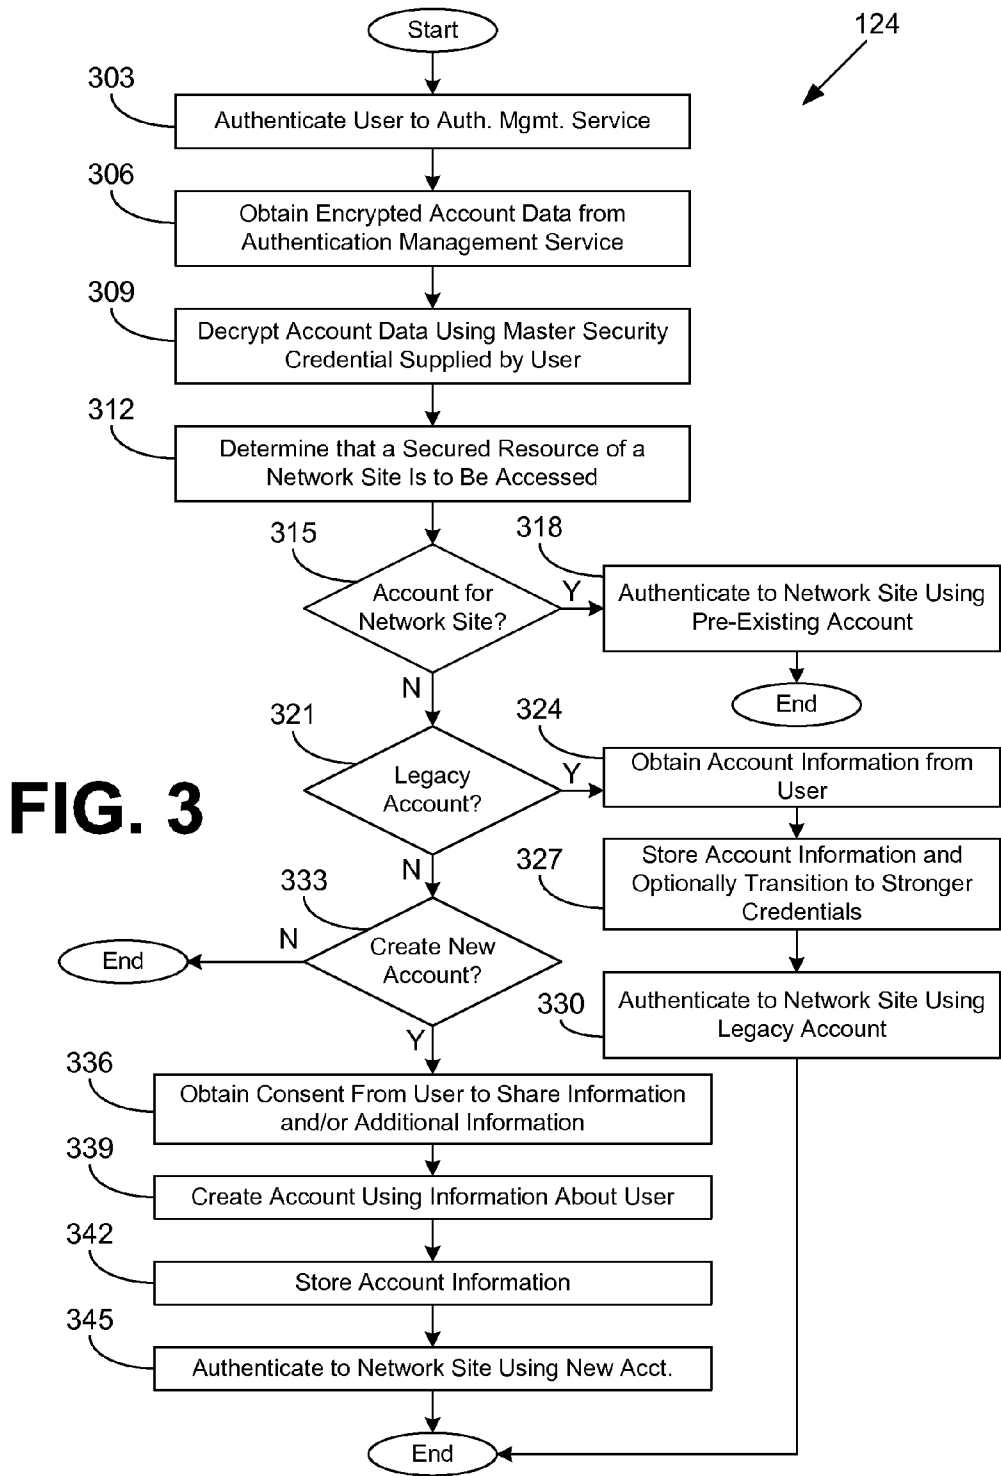 Start
124
303
Authenticate User to Auth. Mgmt. Service
306
Obtain Encrypted Account Data from
Authentication Management Service
309
Decrypt Account Data Using Master Security
Credential Supplied by User
312
Determine that a Secured Resource of a
Network Site Is to Be Accessed
315
Account for
Network Site?
Y
318
Authenticate to Network Site Using
Pre-Existing Account
End
N
321
Legacy
Account?
Y
324
Obtain Account Information from
User
327
Store Account Information and
Optionally Transition to Stronger
Credentials
330
Authenticate to Network Site Using
Legacy Account
FIG. 3
N
333
Create New
Account?
N
End
Y
336
Obtain Consent From User to Share Information
and/or Additional Information
339
Create Account Using Information About User
342
Store Account Information
345
Authenticate to Network Site Using New Acct.
End